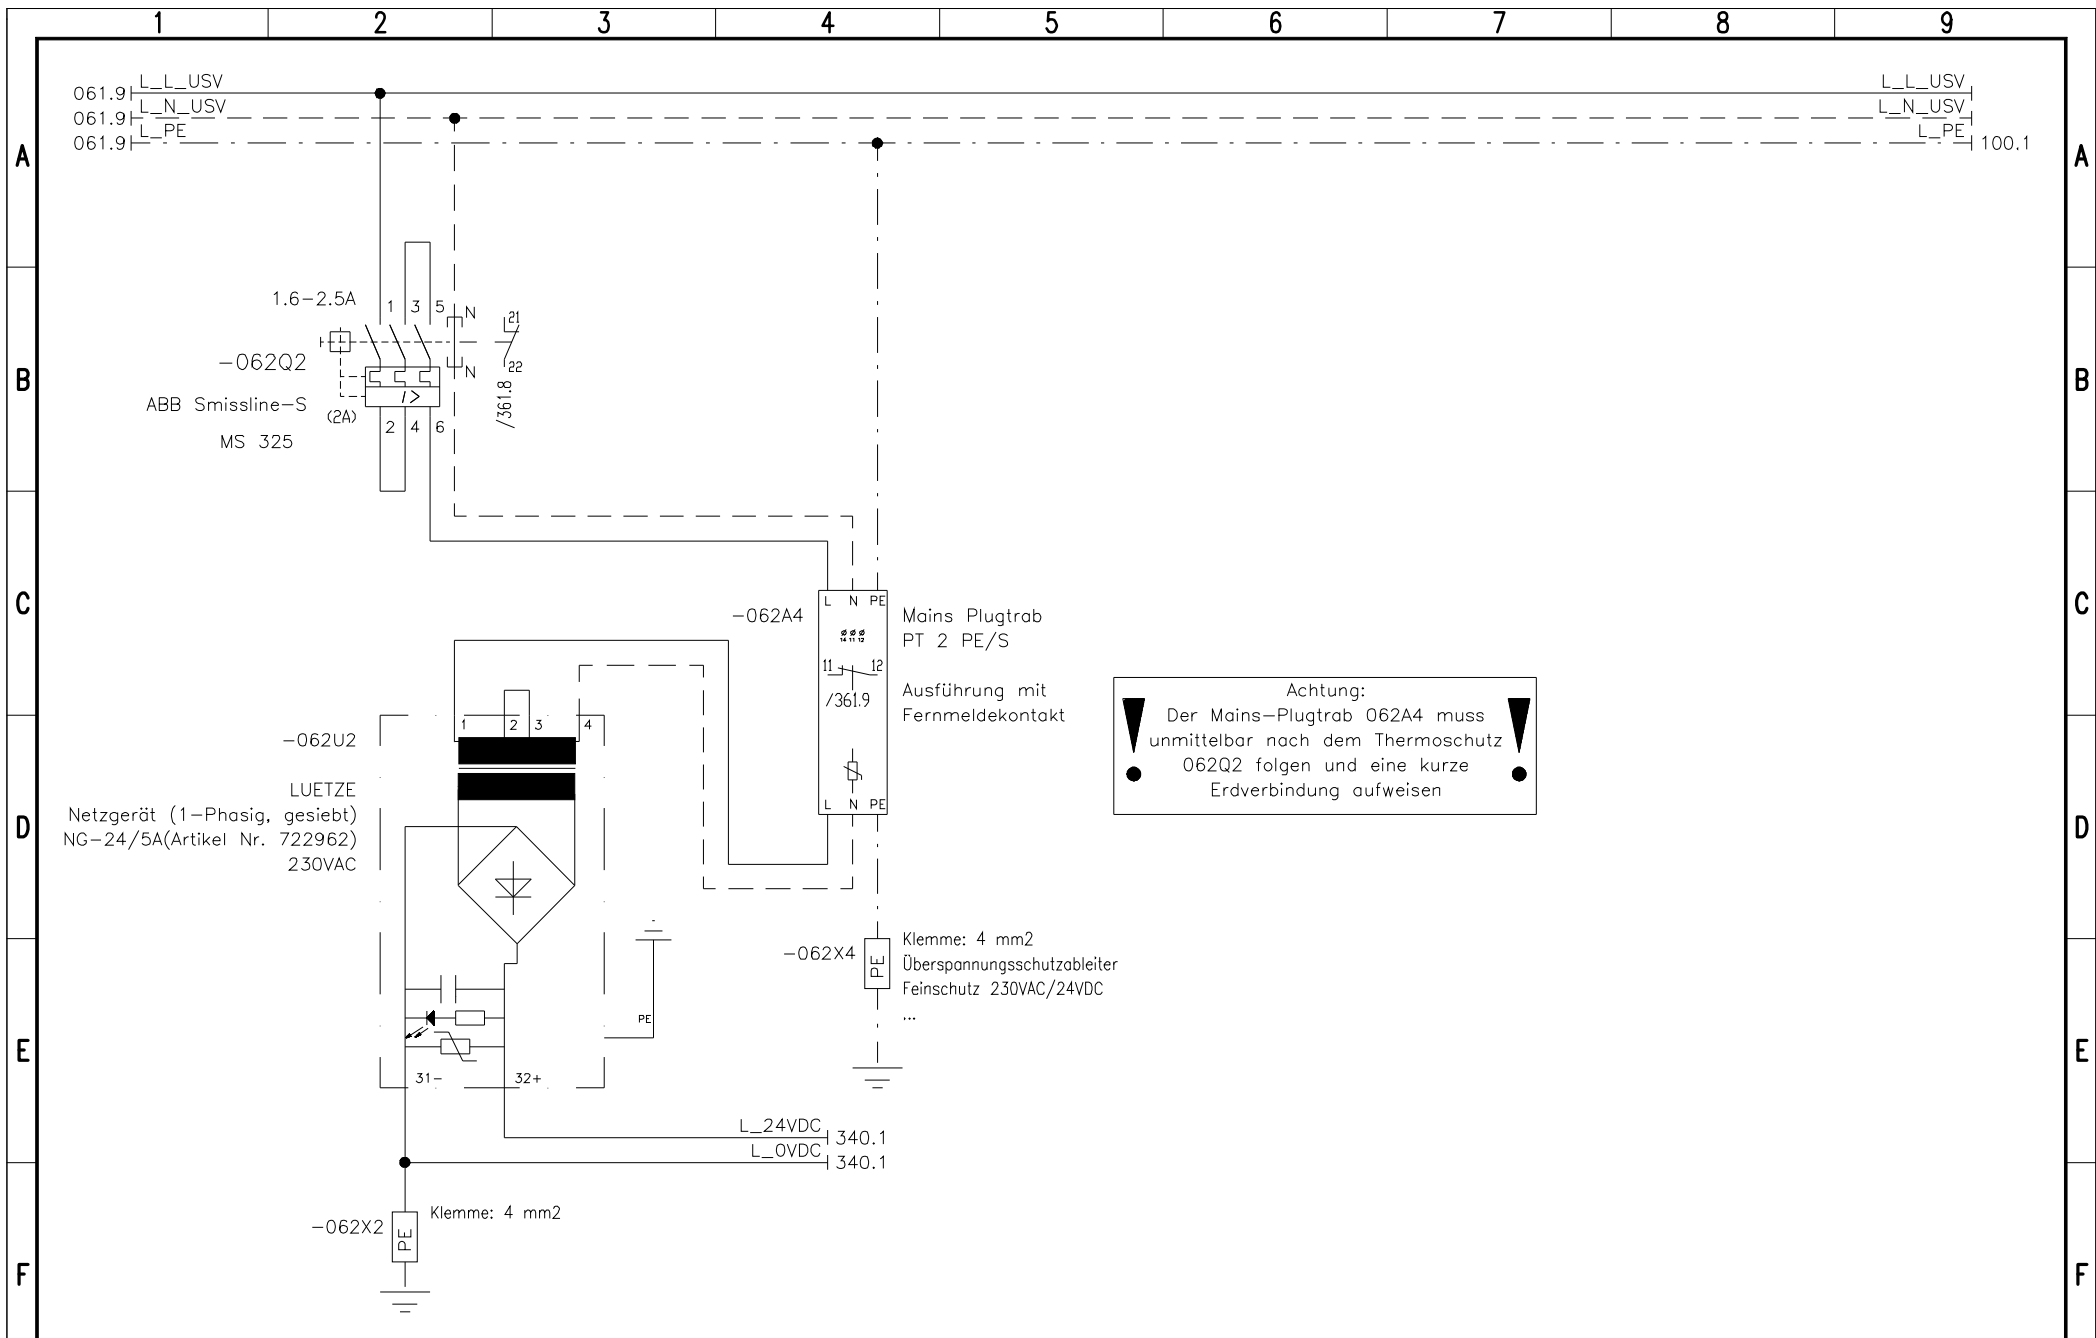 1 2 3 4 5 6 7 8 9
L_L_USV L_L_USV
061.9
L_N_USV L_N_USV
061.9
L_PE L_PE
061.9 100.1
A A
1.6-2.5A
1 3 5 N 21
-062Q2
N 22
I>
B B
ABB Smissline-S
(2A)
/361.8
2 4 6
MS 325
L N PE
C C
-062A4
Mains Plugtrab
14 11 12
PT 2 PE/S
11 12
/361.9
Ausführung mit
Fernmeldekontakt
Achtung:
Der Mains-Plugtrab 062A4 muss
unmittelbar nach dem Thermoschutz
062Q2 folgen und eine kurze
Erdverbindung aufweisen
1 2 3 4
-062U2
LUETZE
Netzgerät (1-Phasig, gesiebt)
NG-24/5A(Artikel Nr. 722962)
230VAC
L N PE
D D
-062X4
PE
Klemme: 4 mm2
Überspannungsschutzableiter
Feinschutz 230VAC/24VDC
...
PE
E E
31- 32+
L_24VDC
340.1
L_0VDC
340.1
-062X2
PE
Klemme: 4 mm2
F F